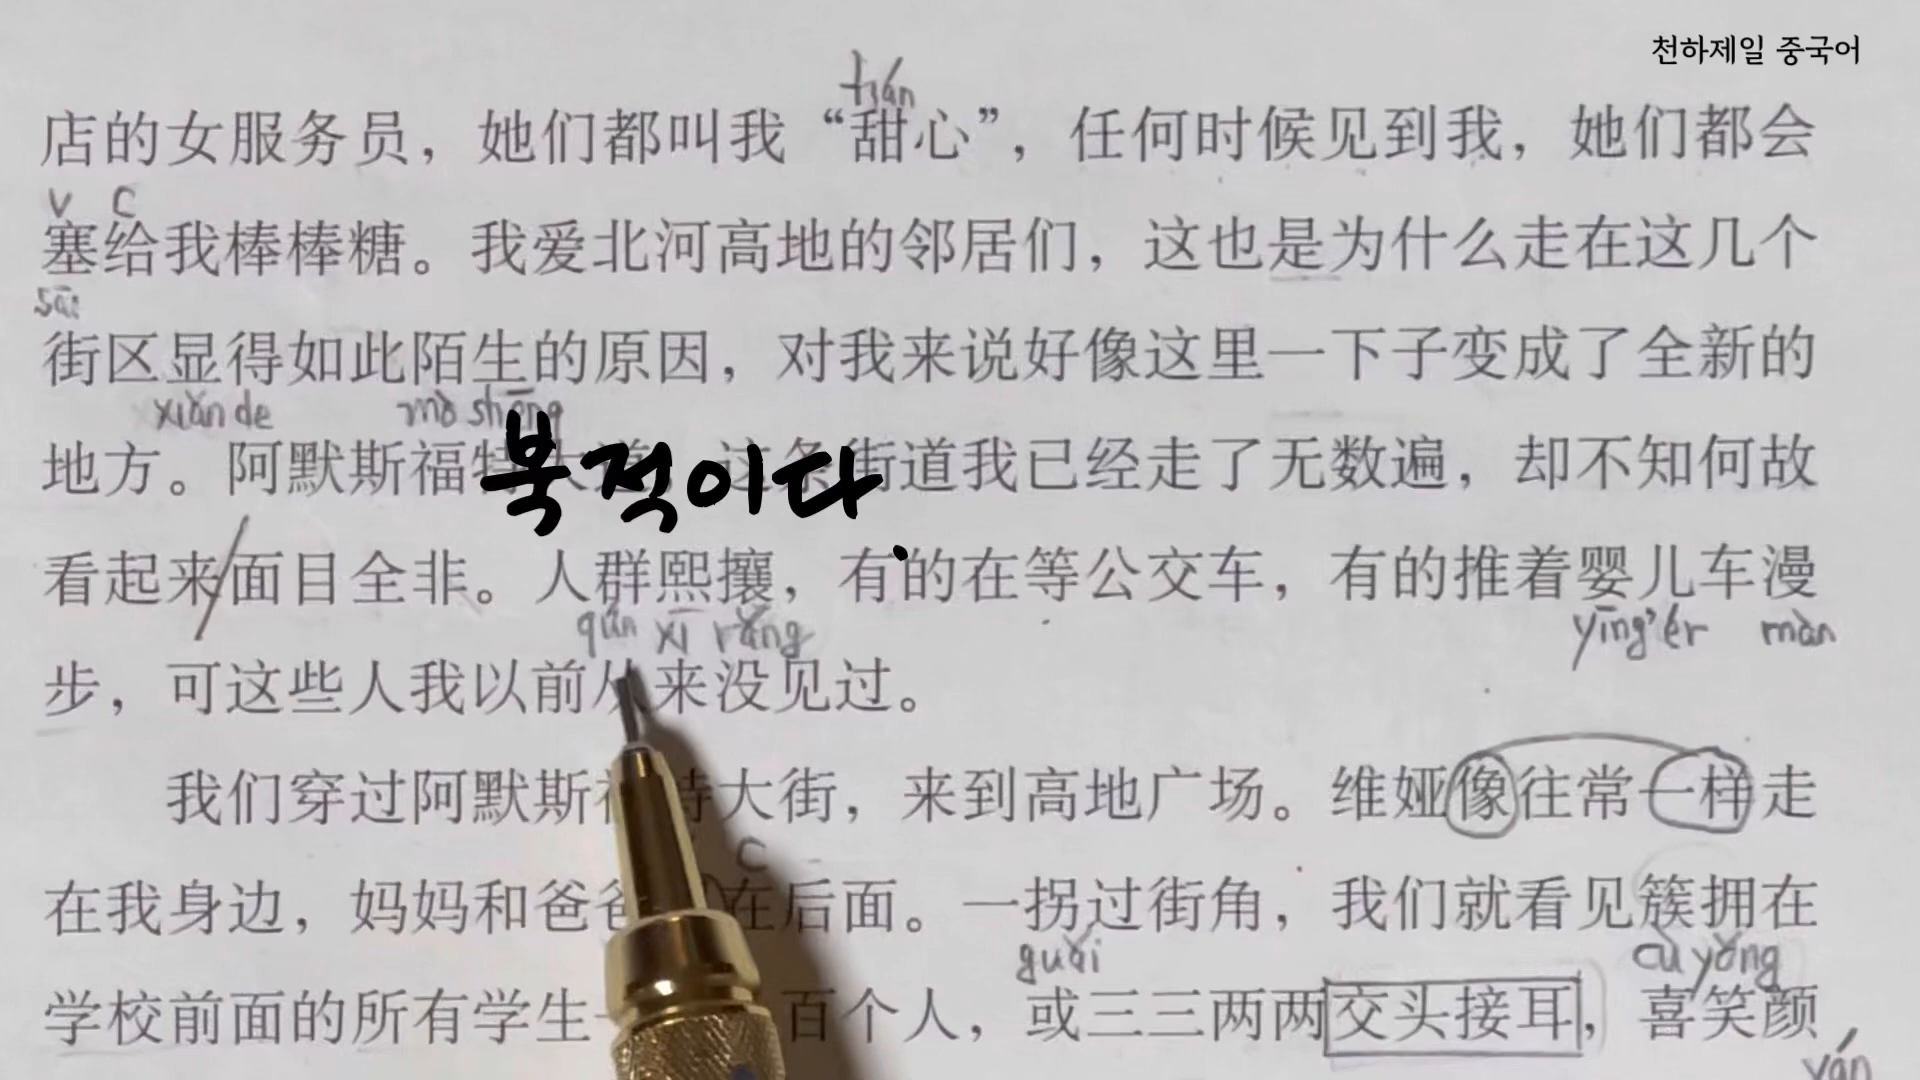 천하제일 중국어
tián
店的女服务员，她们都叫我“甜心”，任何时候见到我，她们都会
v c
塞给我棒棒糖。我爱北河高地的邻居们，这也是为什么走在这几个
sāi
街区显得如此陌生的原因，对我来说好像这里一下子变成了全新的
xiǎn de mò shēng
地方。阿默斯福特 这条街道我已经走了无数遍，却不知何故
북적이다.
看起来/面目全非。人群熙攘，有的在等公交车，有的推着婴儿车漫
qún xī rǎng yīng'ér màn
步，可这些人我以前从来没见过。
我们穿过阿默斯 特大街，来到高地广场。维娅像往常一样走
c
在我身边，妈妈和爸爸 在后面。一拐过街角，我们就看见簇拥在
guǎi cù yǒng
学校前面的所有学生 百个人，或三三两两交头接耳，喜笑颜
yán